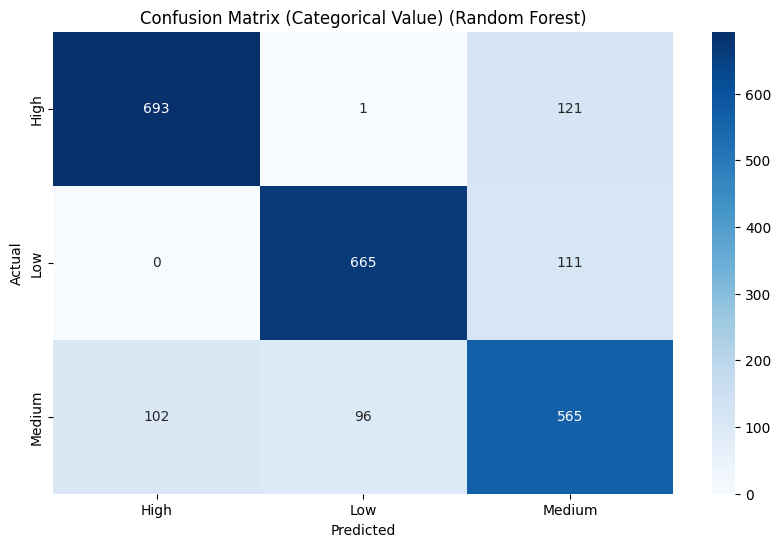 Confusion Matrix (Categorical Value) (Random Forest)
High
693
1
121
600
500
Actual
Low
0
665
111
400
300
200
Medium
102
96
565
100
0
High
Low
Medium
Predicted